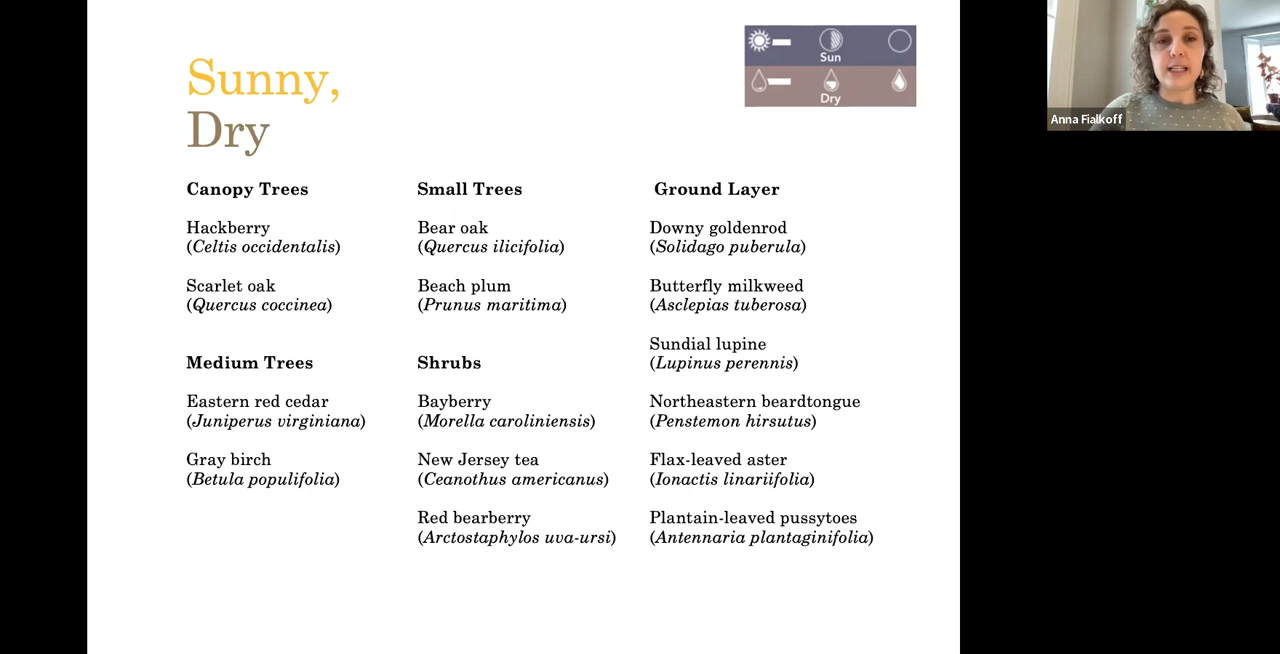 Sunny,
Dry
Sun
Dry
Canopy Trees
Hackberry
(Celtis occidentalis)
Scarlet oak
(Quercus coccinea)
Medium Trees
Eastern red cedar
(Juniperus virginiana)
Gray birch
(Betula populifolia)
Small Trees
Bear oak
(Quercus ilicifolia)
Beach plum
(Prunus maritima)
Shrubs
Bayberry
(Morella caroliniensis)
New Jersey tea
(Ceanothus americanus)
Red bearberry
(Arctostaphylos uva-ursi)
Ground Layer
Downy goldenrod
(Solidago puberula)
Butterfly milkweed
(Asclepias tuberosa)
Sundial lupine
(Lupinus perennis)
Northeastern beardtongue
(Penstemon hirsutus)
Flax-leaved aster
(Ionactis linariifolia)
Plantain-leaved pussytoes
(Antennaria plantaginifolia)
Anna Fialkoff